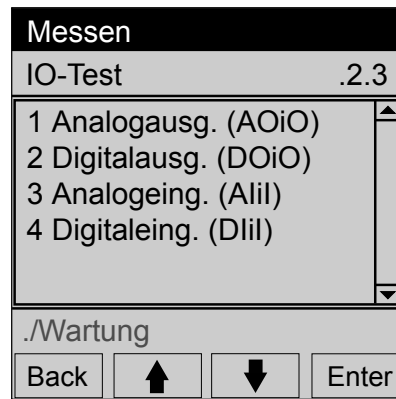 Messen
IO-Test .2.3
1 Analogausg. (AOiO)
2 Digitalausg. (DOiO)
3 Analogeing. (AIiI)
4 Digitaleing. (DIiI)
./Wartung
Back Enter